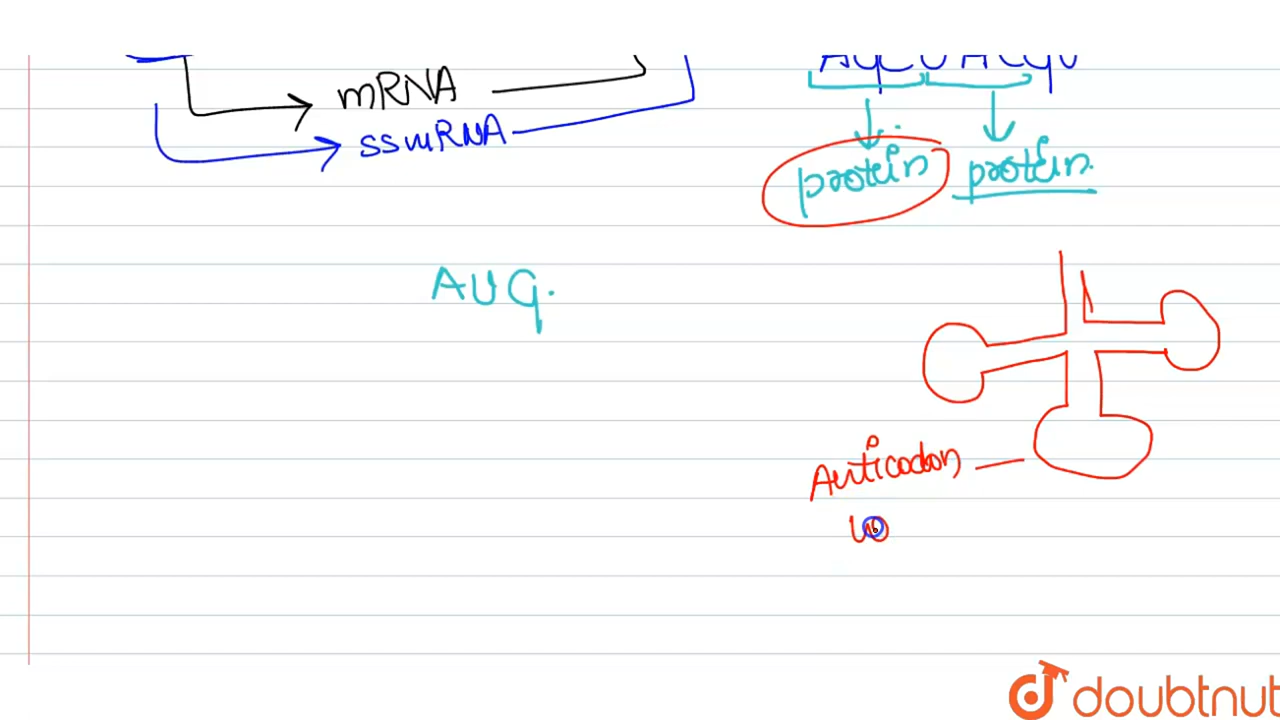 mRNA
ssmRNA
protein protein.
AUG.
Anticodon
doubtnut